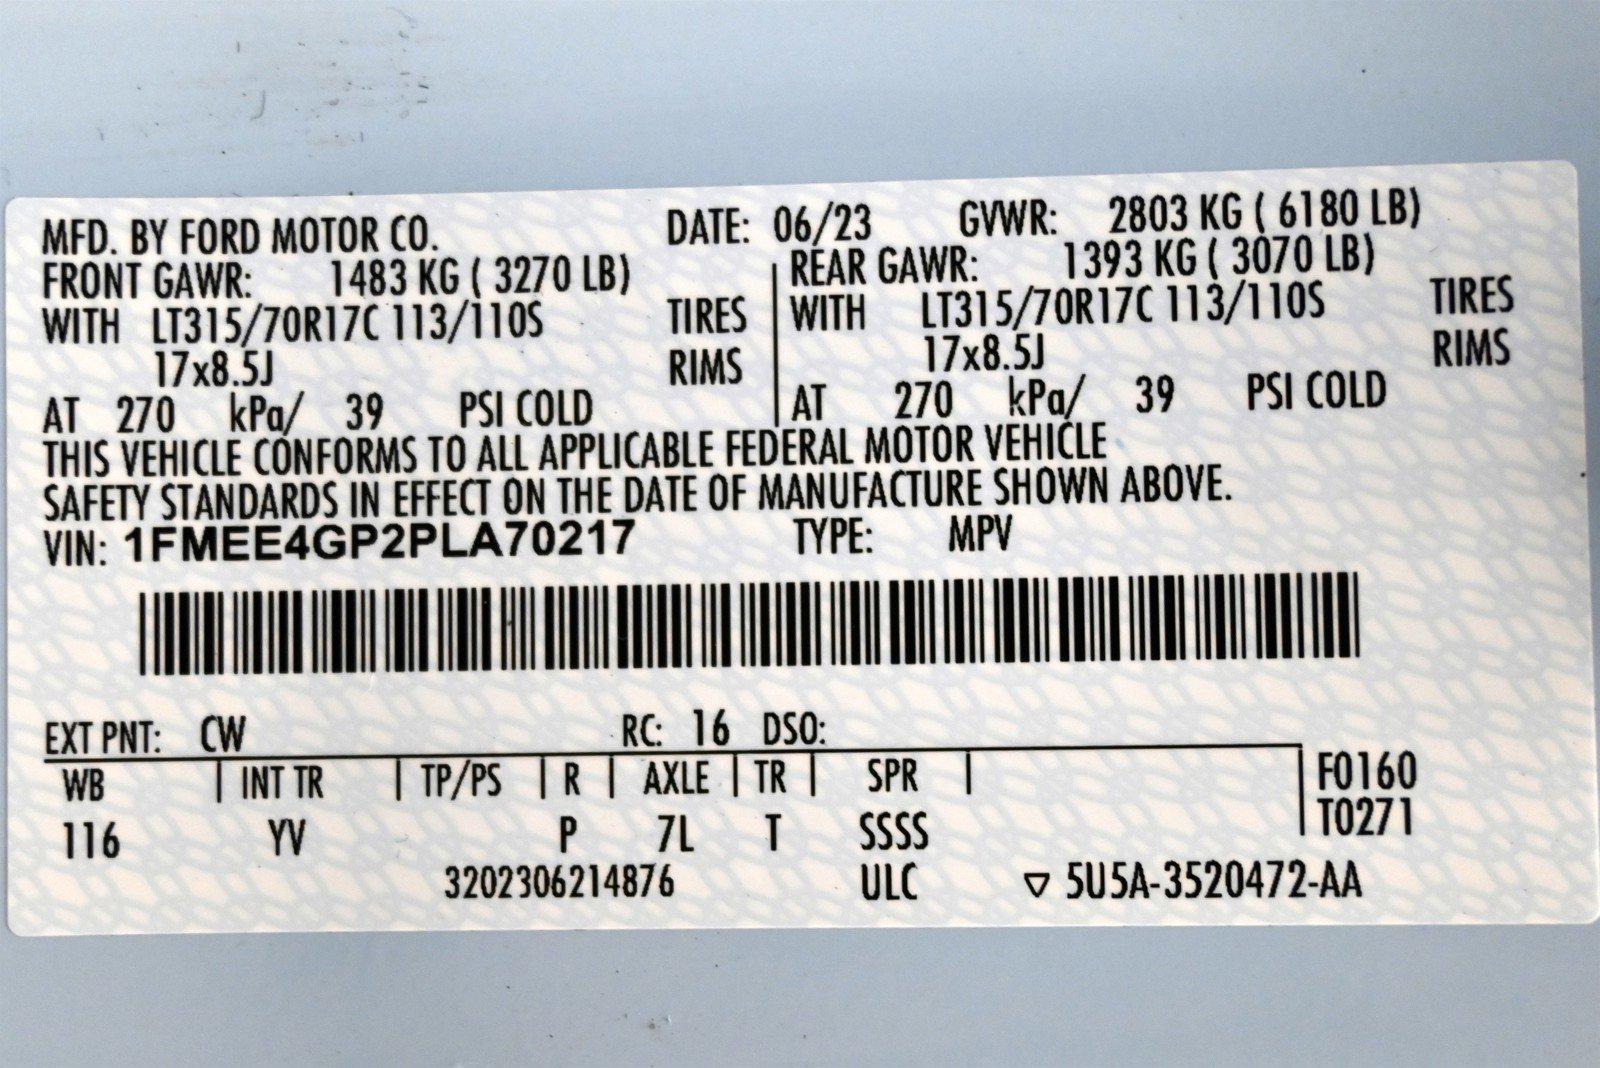 MFD. BY FORD MOTOR CO. DATE: 06/23 GVWR: 2803 KG ( 6180 LB)
FRONT GAWR: 1483 KG ( 3270 LB) REAR GAWR: 1393 KG ( 3070 LB)
WITH LT315/70R17C 113/110S TIRES WITH LT315/70R17C 113/110S TIRES
17x8.5J RIMS 17x8.5J RIMS
AT 270 kPa/ 39 PSI COLD AT 270 kPa/ 39 PSI COLD
THIS VEHICLE CONFORMS TO ALL APPLICABLE FEDERAL MOTOR VEHICLE
SAFETY STANDARDS IN EFFECT ON THE DATE OF MANUFACTURE SHOWN ABOVE.
VIN: 1FMEE4GP2PLA70217 TYPE: MPV
EXT PNT: CW RC: 16 DSO:
WB INT TR TP/PS R AXLE TR SPR F0160
T0271
116 YV P 7L T SSSS
3202306214876 ULC ▽ 5U5A-3520472-AA